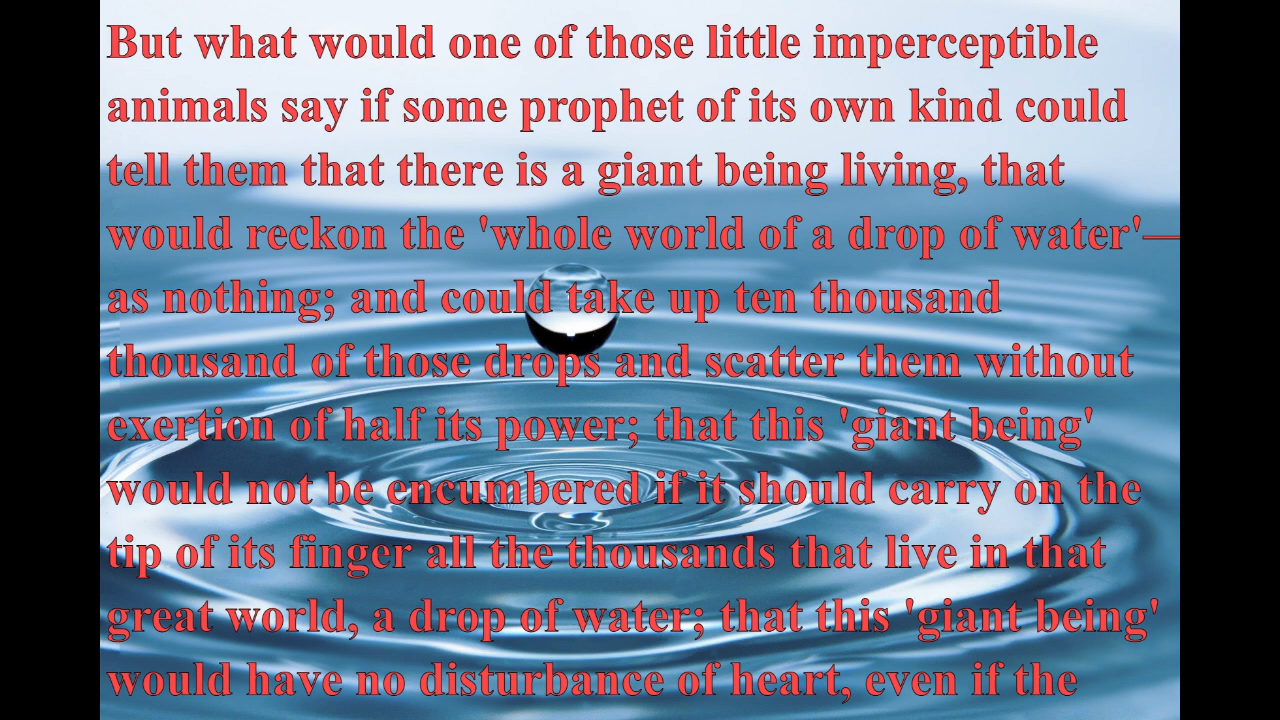 But what would one of those little imperceptible
animals say if some prophet of its own kind could
tell them that there is a giant being living, that
would reckon the 'whole world of a drop of water'—
as nothing; and could take up ten thousand
thousand of those drops and scatter them without
exertion of half its power; that this 'giant being'
would not be encumbered if it should carry on the
tip of its finger all the thousands that live in that
great world, a drop of water; that this 'giant being'
would have no disturbance of heart, even if the